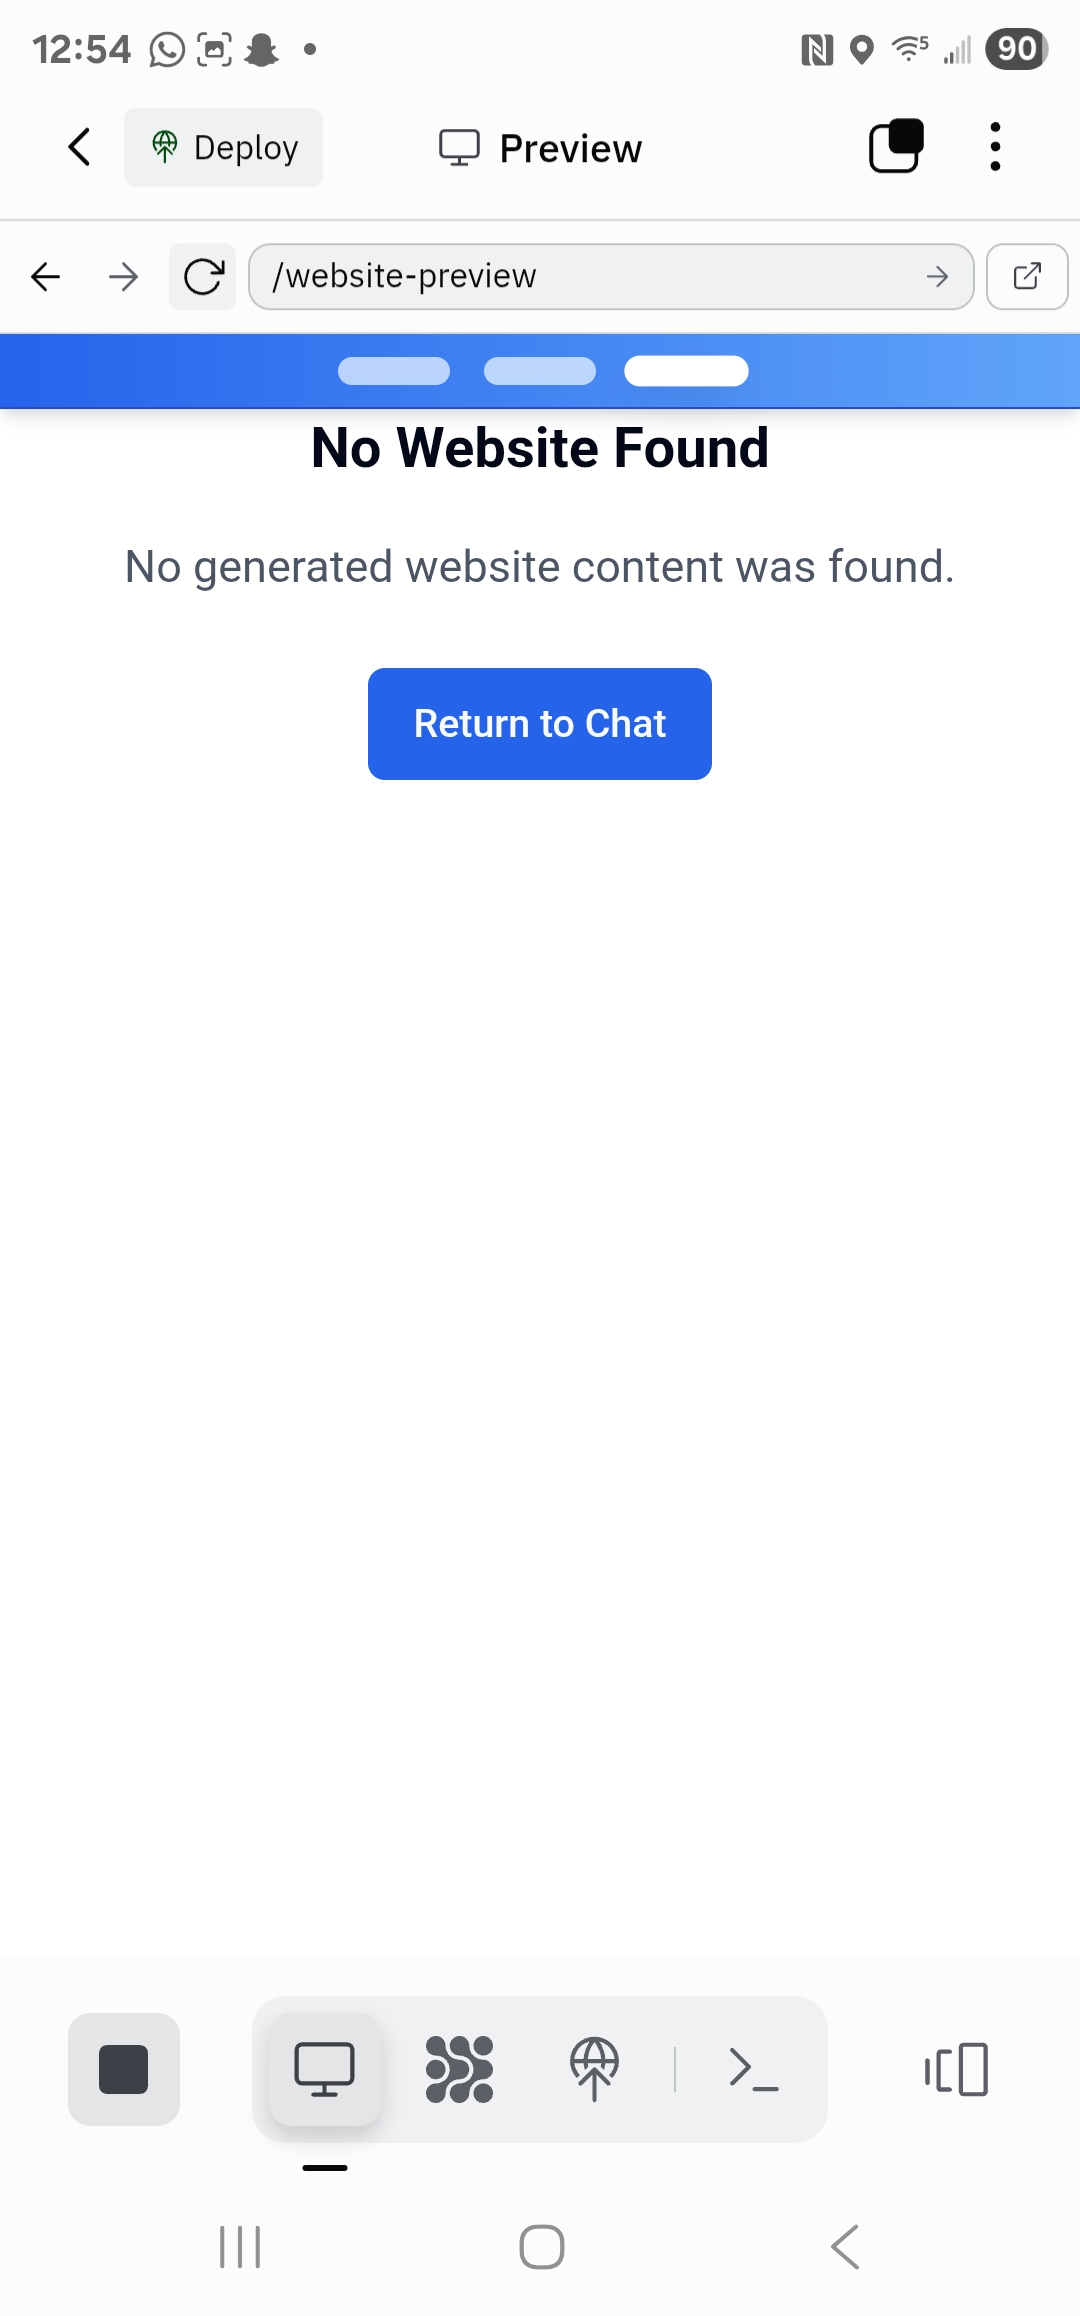 12:54
5
90
Deploy
Preview
/website-preview
No Website Found
No generated website content was found.
Return to Chat